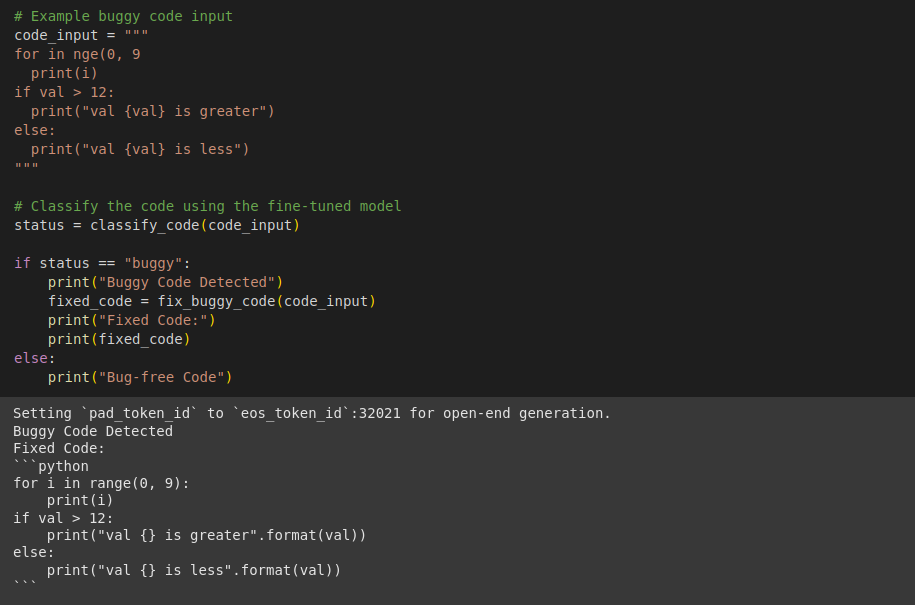 # Example buggy code input
code_input = """
for in nge(0, 9
  print(i)
if val > 12:
  print("val {val} is greater")
else:
  print("val {val} is less")
"""

# Classify the code using the fine-tuned model
status = classify_code(code_input)

if status == "buggy":
    print("Buggy Code Detected")
    fixed_code = fix_buggy_code(code_input)
    print("Fixed Code:")
    print(fixed_code)
else:
    print("Bug-free Code")
Setting `pad_token_id` to `eos_token_id`:32021 for open-end generation.
Buggy Code Detected
Fixed Code:
```python
for i in range(0, 9):
    print(i)
if val > 12:
    print("val {} is greater".format(val))
else:
    print("val {} is less".format(val))
```